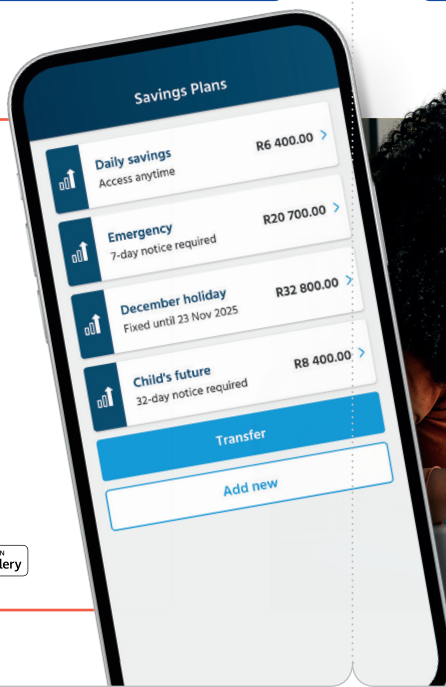 Savings Plans
Daily savings
Access anytime
R6 400.00
Emergency
7-day notice required
R20 700.00
December holiday
Fixed until 23 Nov 2025
R32 800.00
Child's future
32-day notice required
R8 400.00
Transfer
Add new